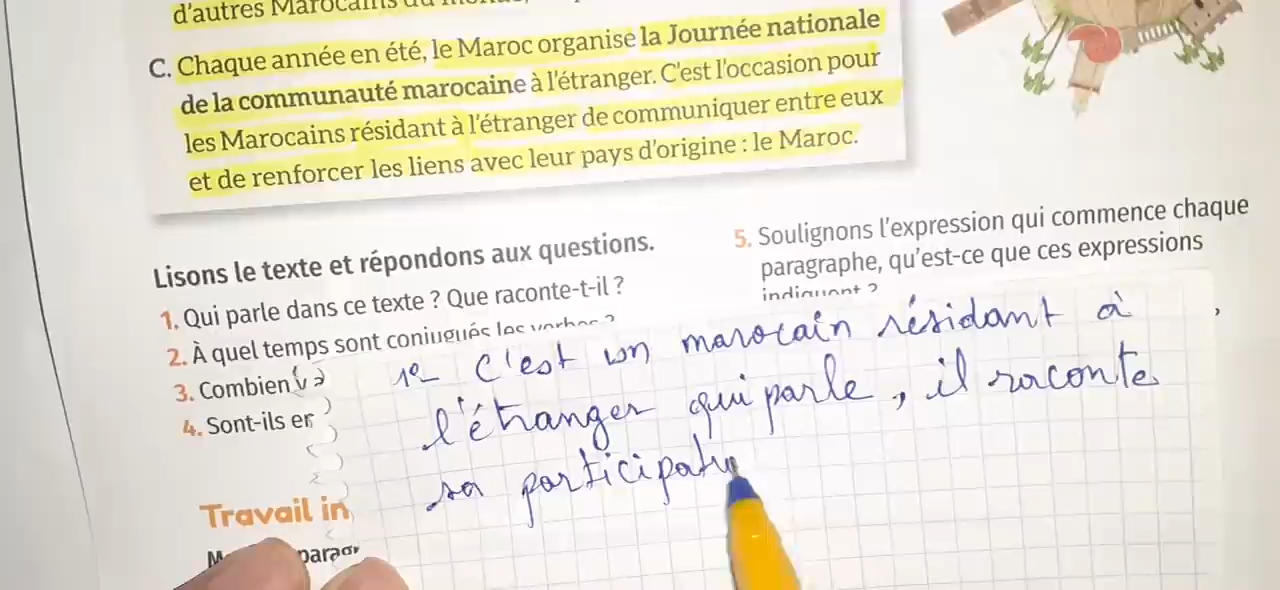 d'autres Marocains du monde,
C. Chaque année en été, le Maroc organise la Journée nationale
de la communauté marocaine à l'étranger. C'est l'occasion pour
les Marocains résidant à l'étranger de communiquer entre eux
et de renforcer les liens avec leur pays d'origine : le Maroc.
Lisons le texte et répondons aux questions.
1. Qui parle dans ce texte ? Que raconte-t-il ?
2. À quel temps sont conjugués les verbes ?
3. Combien
4. Sont-ils en
Travail in
parag
5. Soulignons l'expression qui commence chaque
paragraphe, qu'est-ce que ces expressions
indiquent ?
1º C'est un marocain résidant à
l'étranger qui parle, il raconte
sa participati